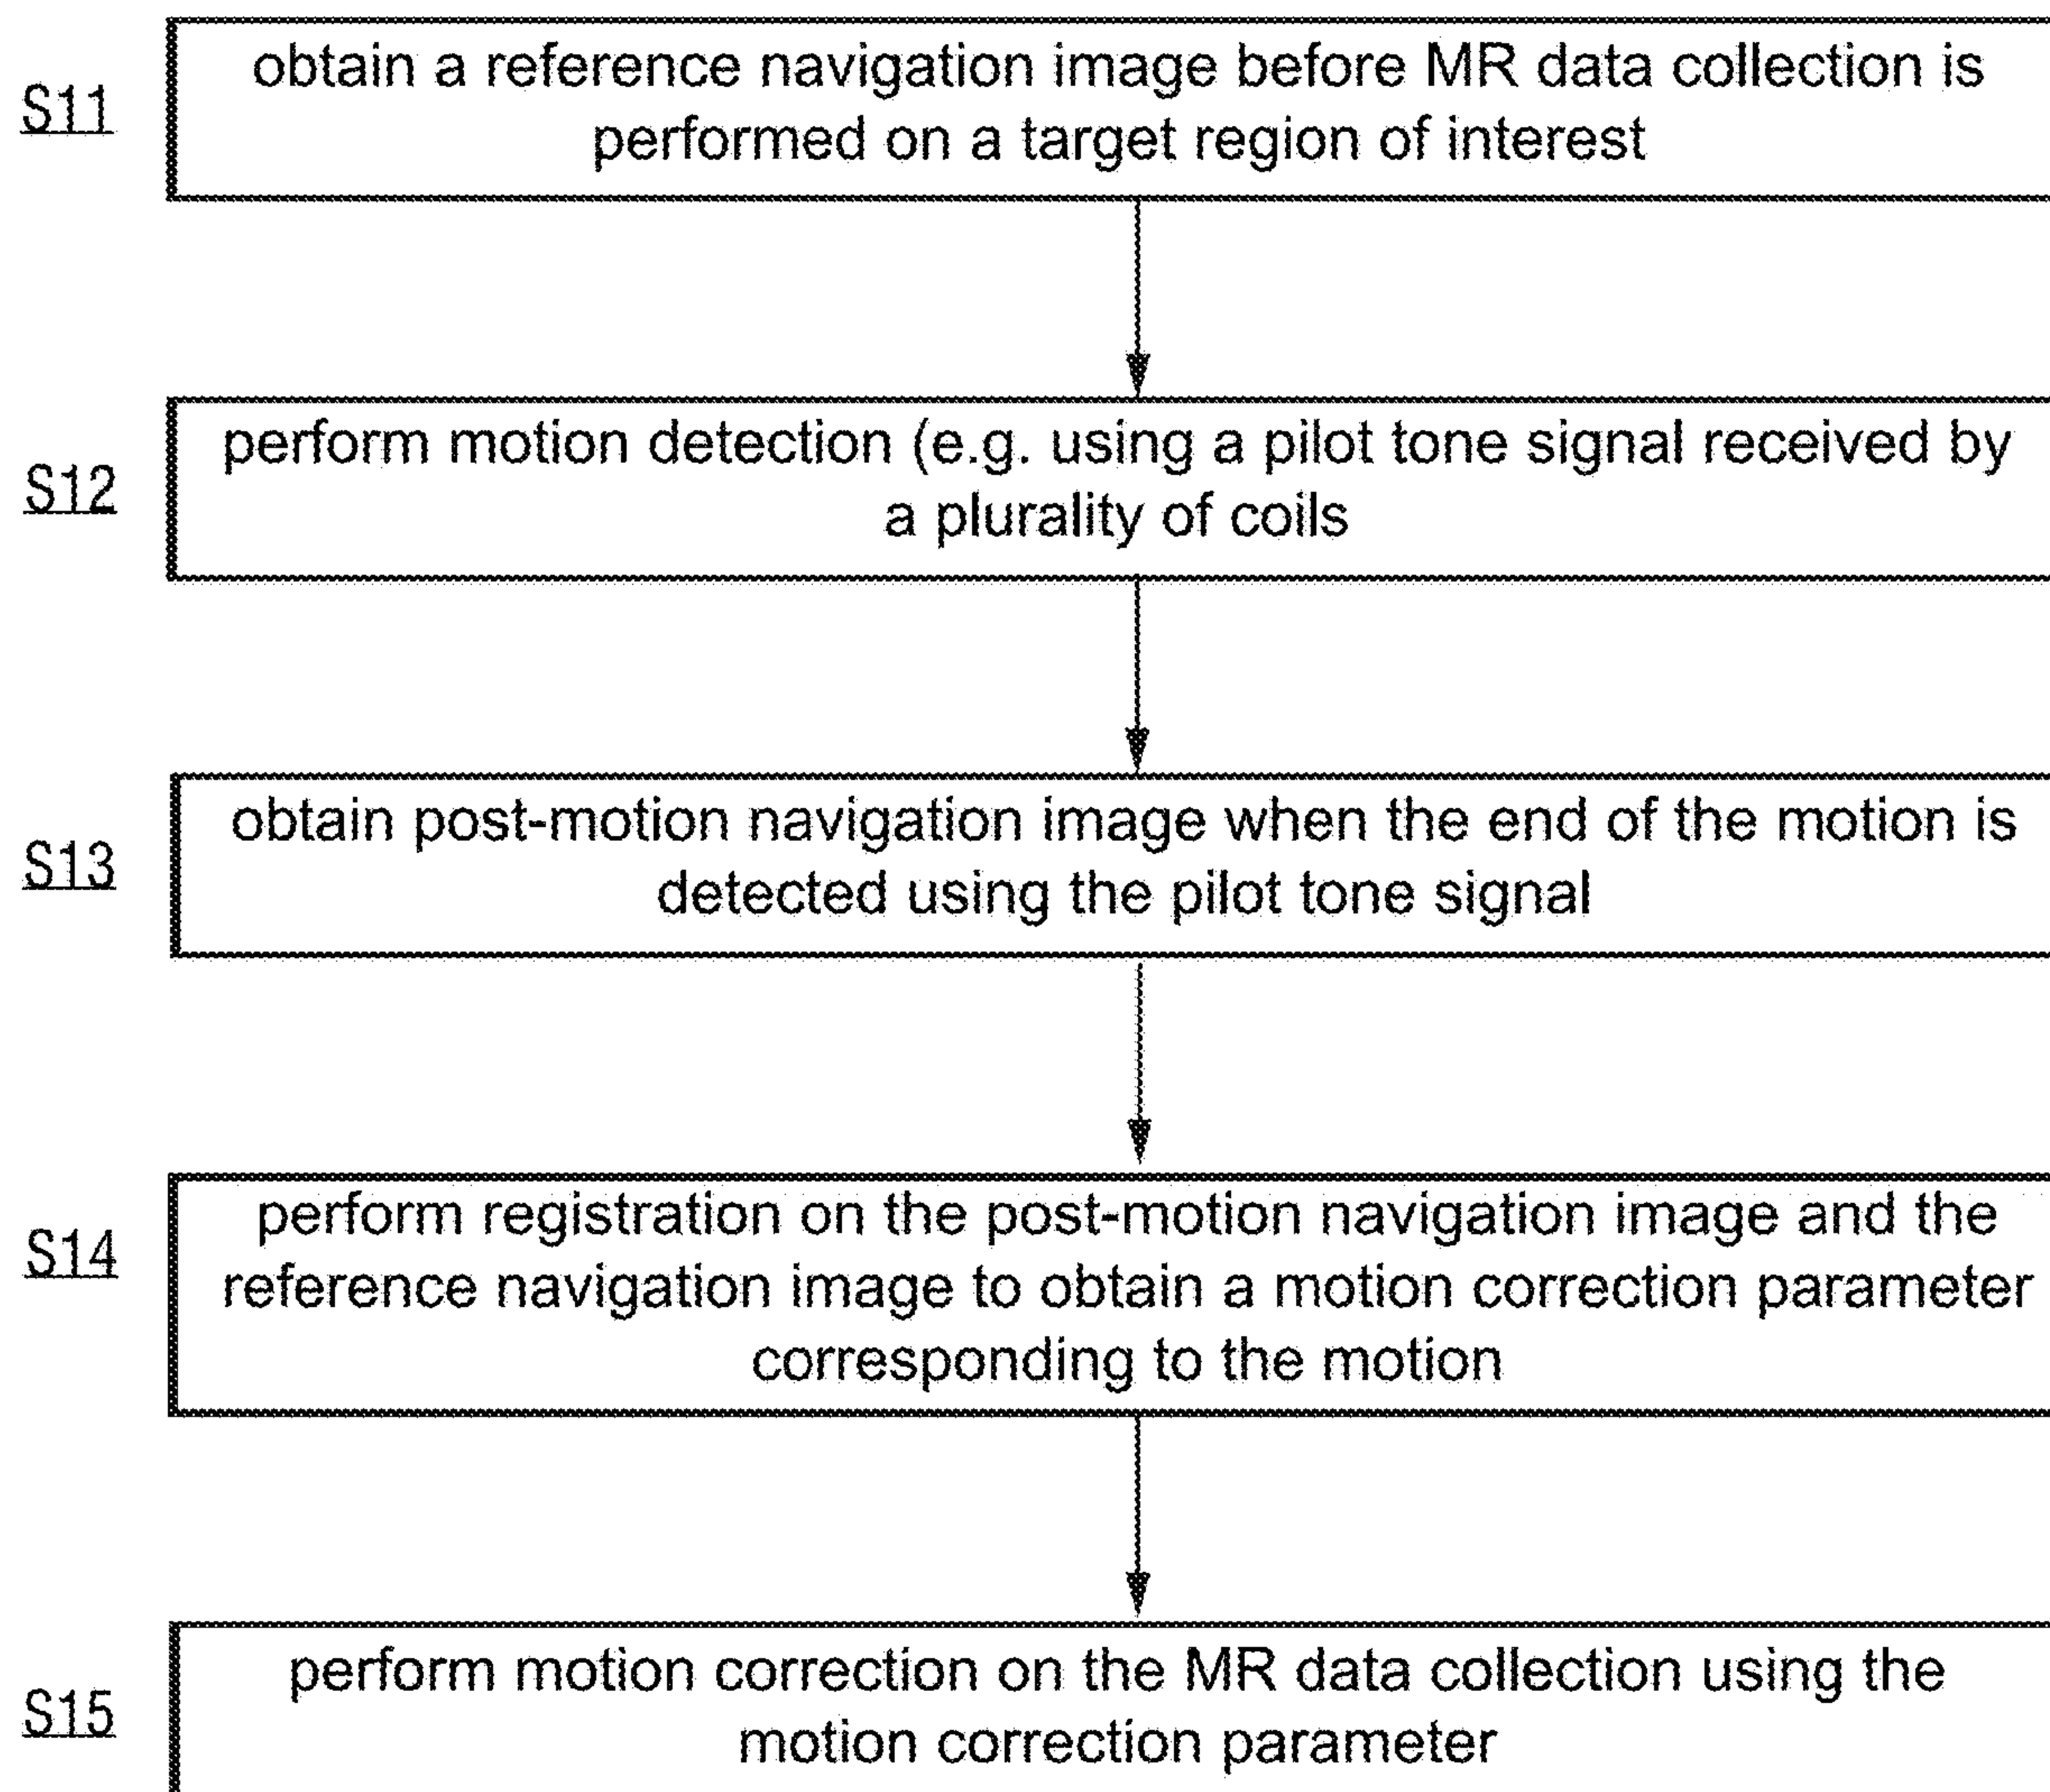 S11
obtain a reference navigation image before MR data collection is
performed on a target region of interest
S12
perform motion detection (e.g. using a pilot tone signal received by
a plurality of coils
S13
obtain post-motion navigation image when the end of the motion is
detected using the pilot tone signal
S14
perform registration on the post-motion navigation image and the
reference navigation image to obtain a motion correction parameter
corresponding to the motion
S15
perform motion correction on the MR data collection using the
motion correction parameter